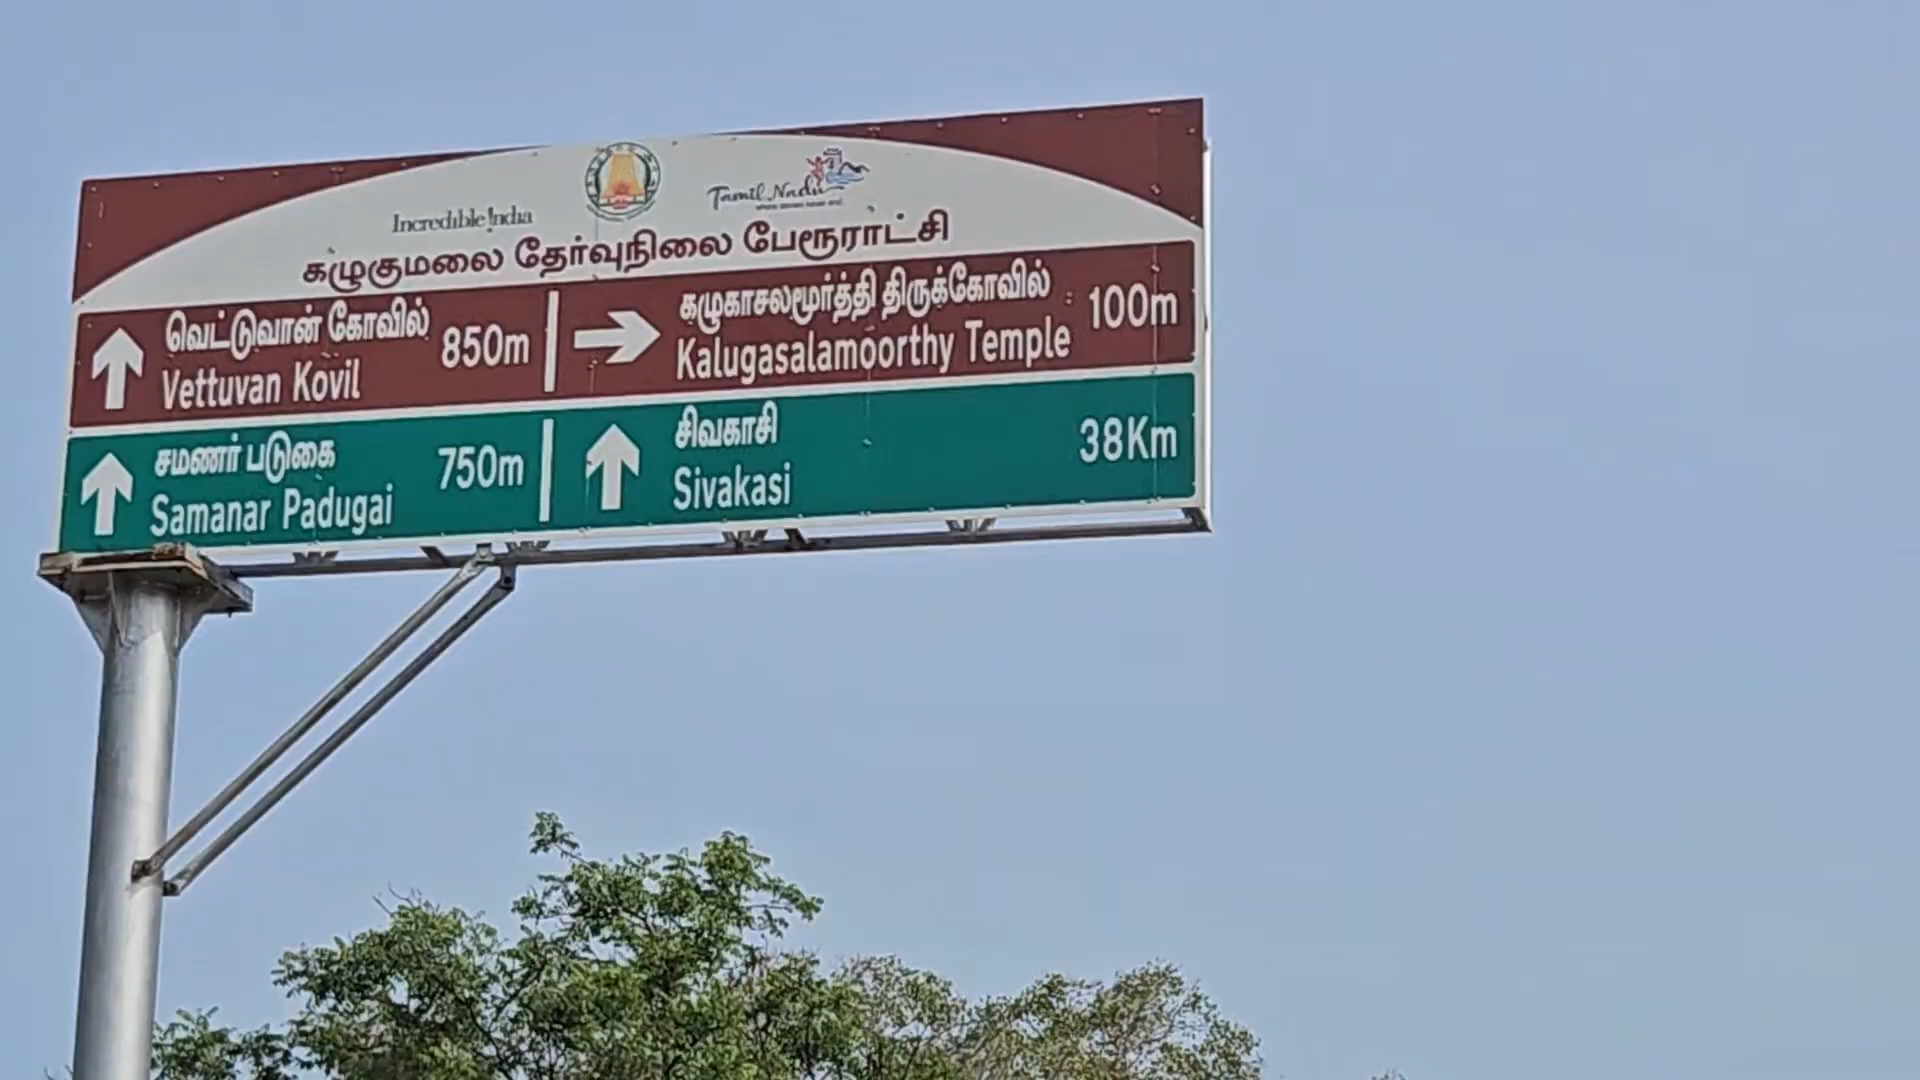 Incredible !ndia
Tamil Nadu
கழுகுமலை தேர்வுநிலை பேரூராட்சி
வெட்டுவான் கோவில்
Vettuvan Kovil
850m
கழுகாசலமூர்த்தி திருக்கோவில்
Kalugasalamoorthy Temple
100m
சமணர் படுகை
Samanar Padugai
750m
சிவகாசி
Sivakasi
38Km